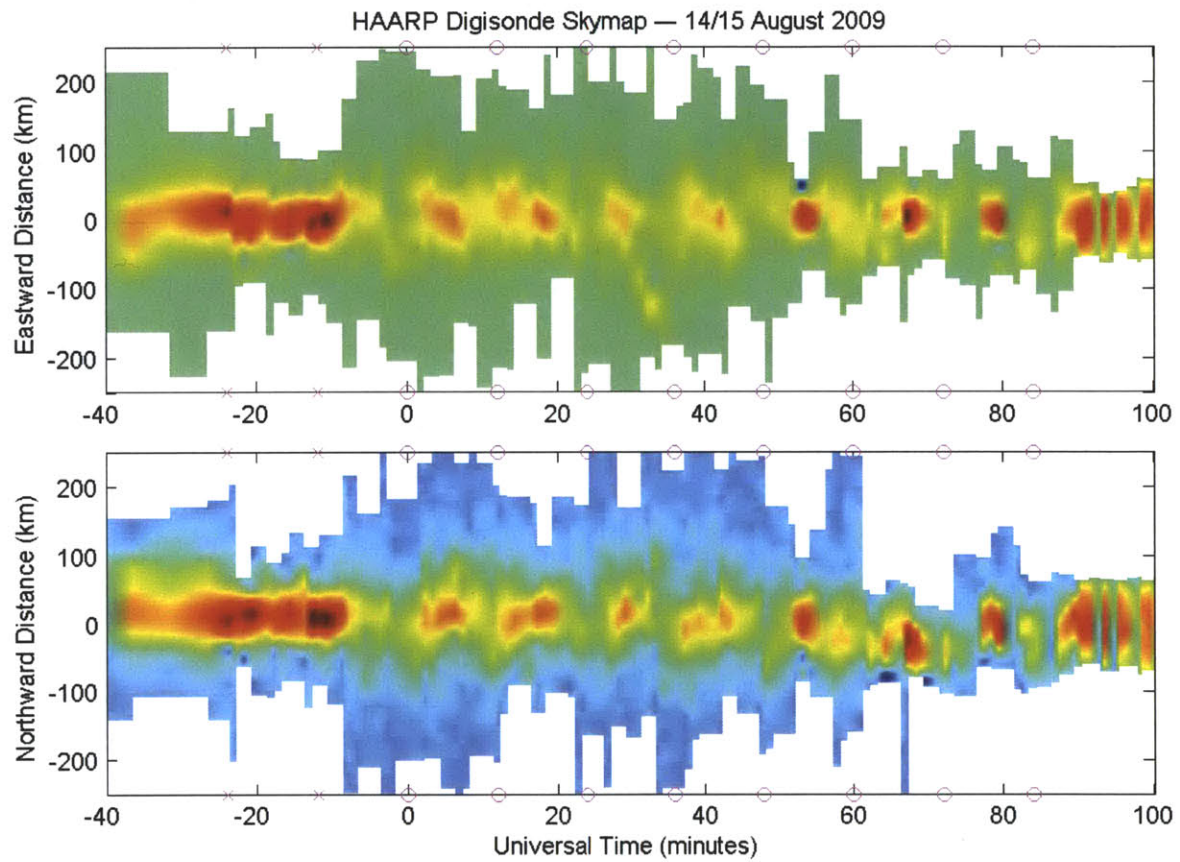 HAARP Digisonde Skymap — 14/15 August 2009
Eastward Distance (km)
200
100
0
-100
-200
-40 -20 0 20 40 60 80 100
Northward Distance (km)
200
100
0
-100
-200
-40 -20 0 20 40 60 80 100
Universal Time (minutes)